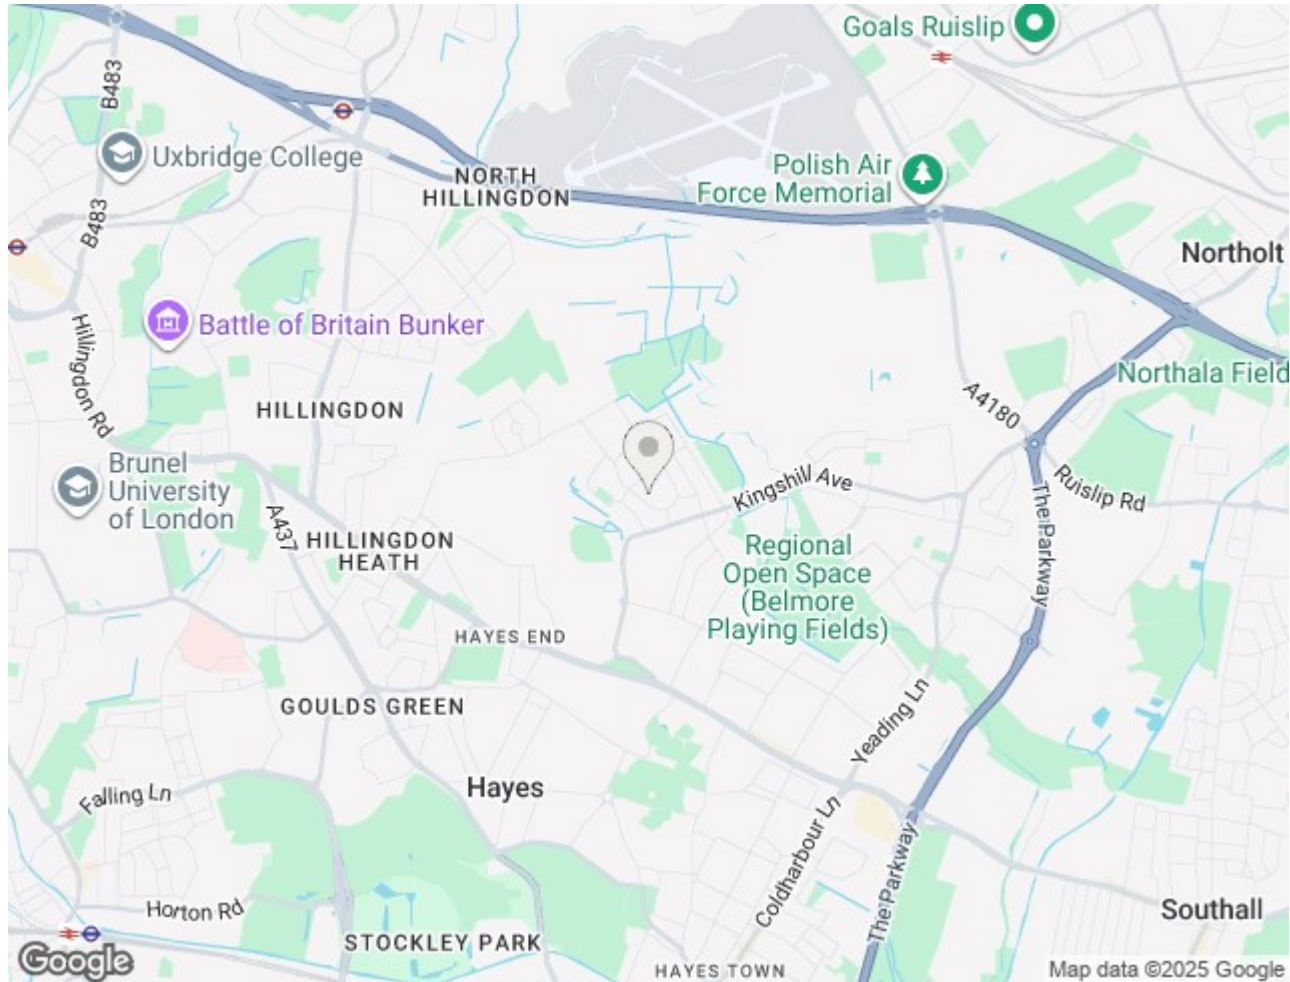 Goals Ruislip
B483
Uxbridge College
NORTH
HILLINGDON
Polish Air
Force Memorial
B483
Northolt
Battle of Britain Bunker
Hillingdon Rd
Northala Field
HILLINGDON
A4180
Brunel
University
of London
Kingshill Ave
Ruislip Rd
A437
HILLINGDON
HEATH
The Parkway
Regional
Open Space
(Belmore
Playing Fields)
HAYES END
GOULDS GREEN
Yeading Ln
Hayes
Falling Ln
Coldharbour Ln
The Parkway
Horton Rd
Southall
STOCKLEY PARK
HAYES TOWN
Google
Map data ©2025 Google